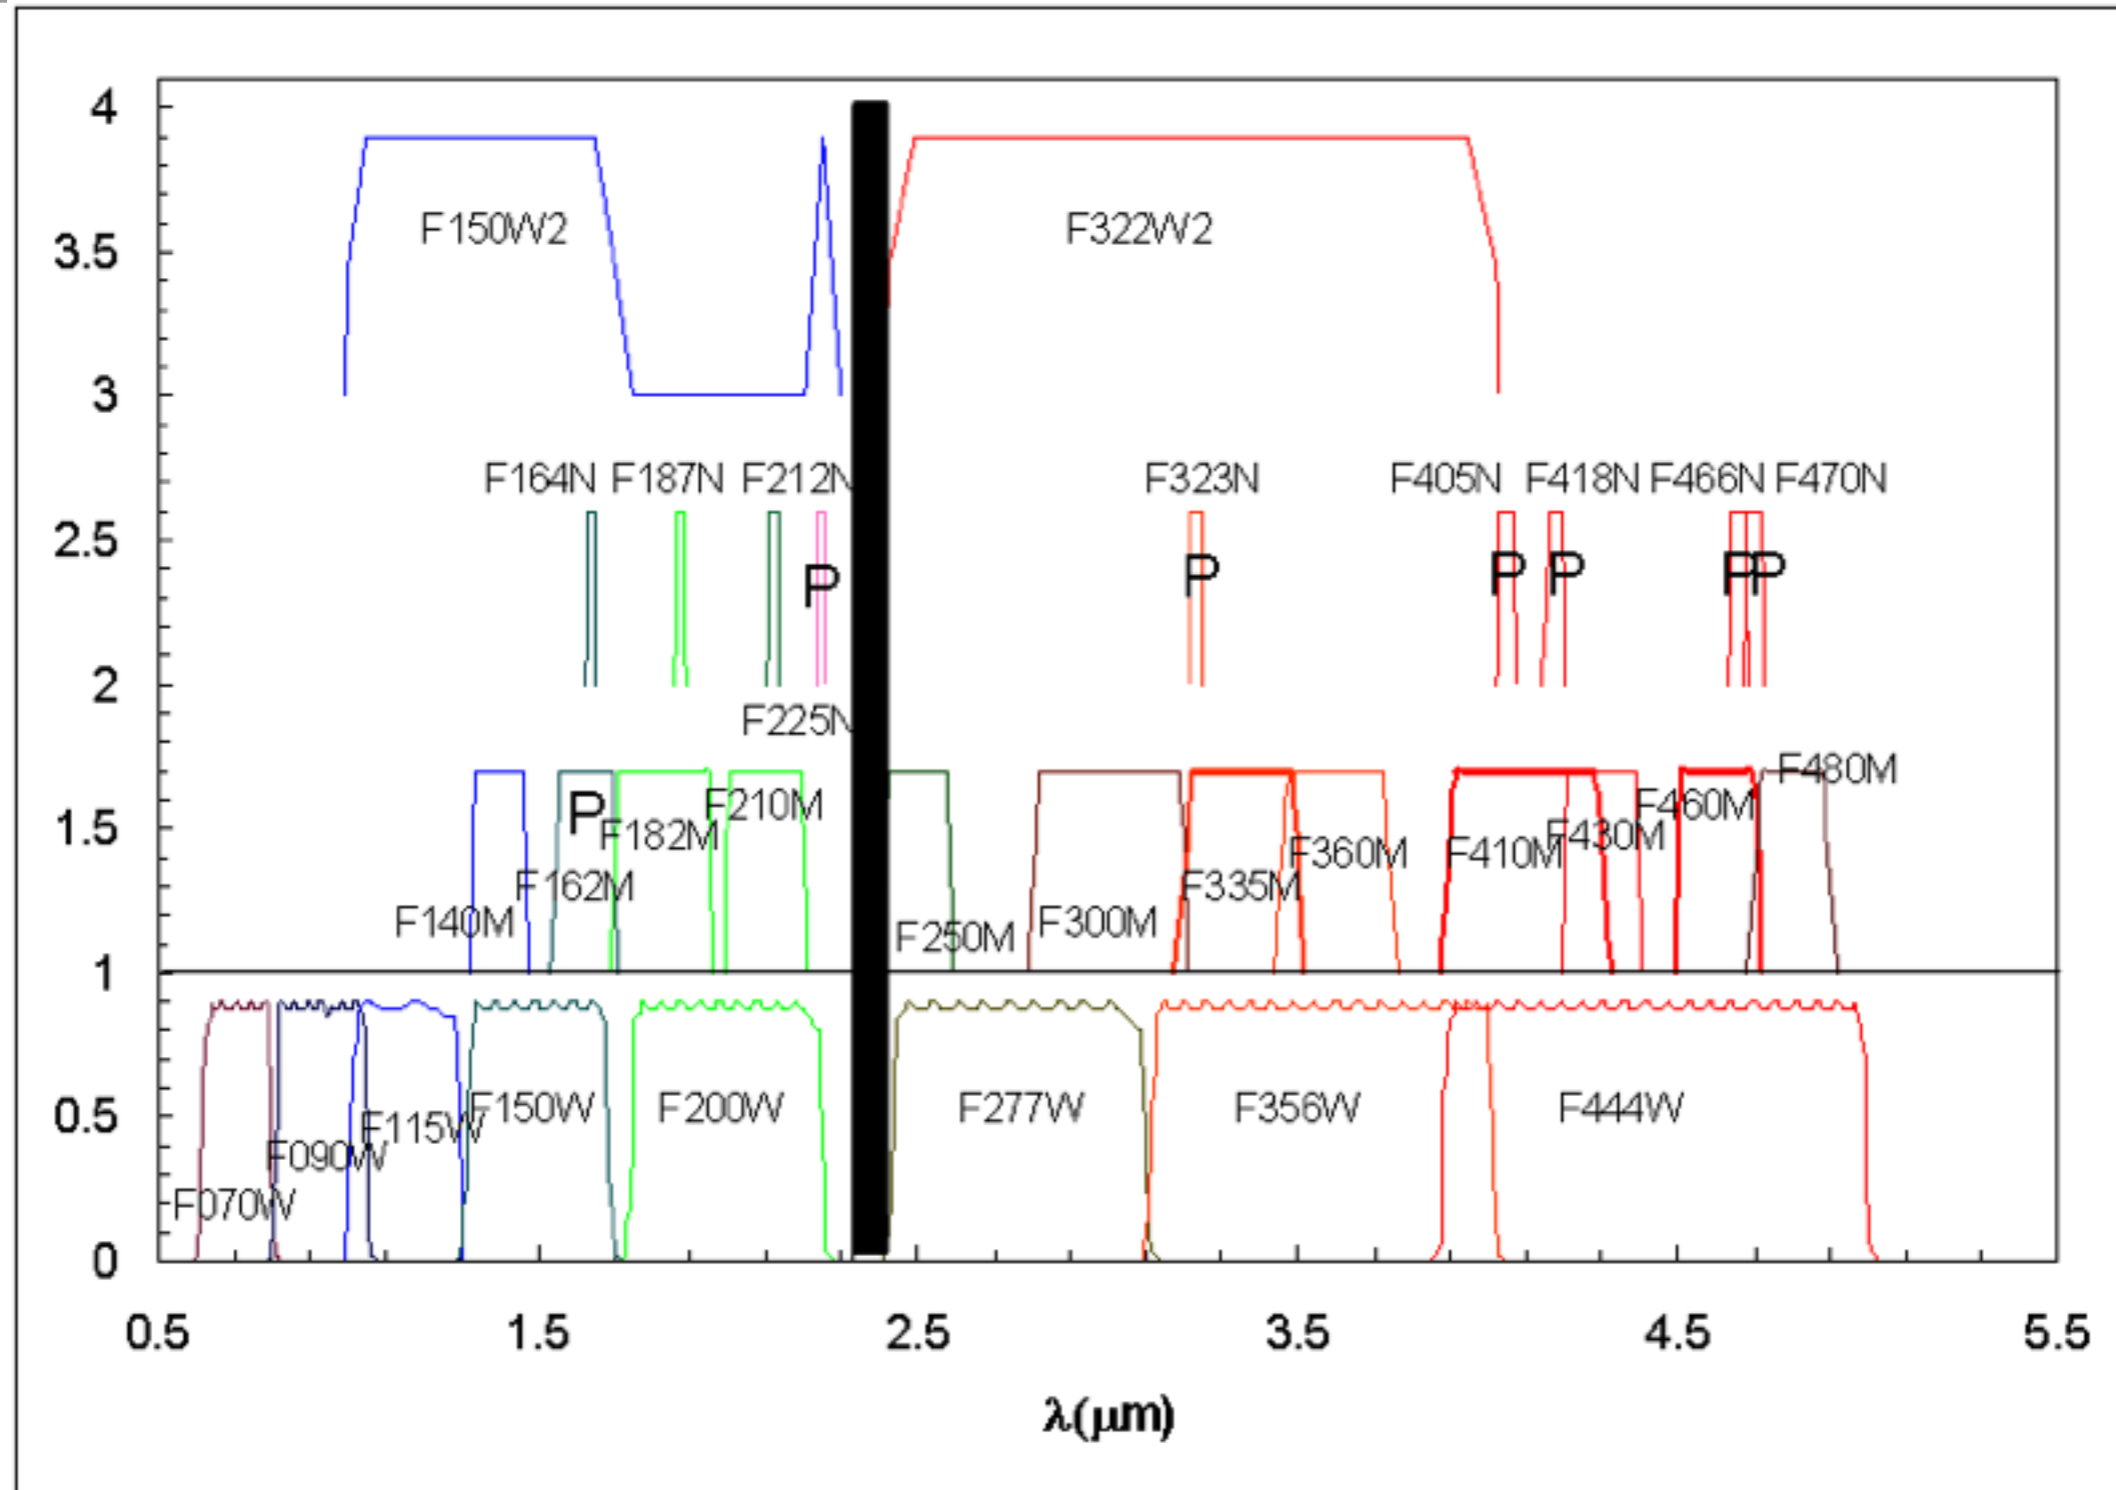 4
F150W2
F322W2
3.5
3
F164N F187N F212N
F323N
F405N F418N F466N F470N
2.5
P
P
P
P
P
P
2
F225N
F480M
P
F210M
F460M
1.5
F182M
F430M
F360M
F410M
F162M
F335M
F140M
F300M
F250M
1
F150W
F200W
F277W
F356W
F444W
0.5
F115W
F090W
F070W
0
0.5 1.5 2.5 3.5 4.5 5.5
λ(μm)